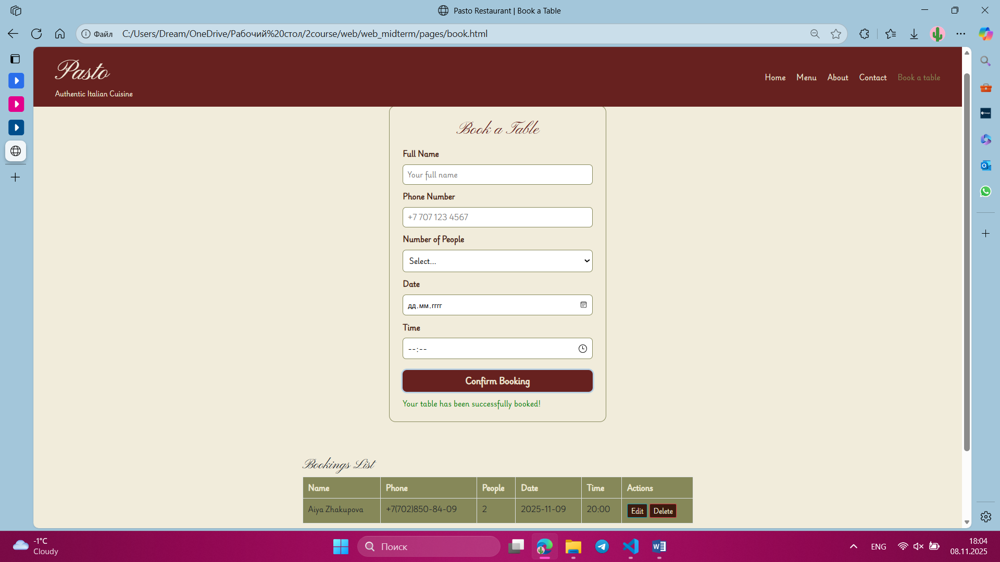 Pasto Restaurant | Book a Table
Файл C:/Users/Dream/OneDrive/Рабочий%20стол/2course/web/web_midterm/pages/book.html
Pasto
Authentic Italian Cuisine
Home Menu About Contact Book a table
Book a Table
Full Name
Your full name
Phone Number
+7 707 123 4567
Number of People
Select...
Date
дд.мм.гггг
Time
--:--
Confirm Booking
Your table has been successfully booked!
Bookings List
Name Phone People Date Time Actions
Aiya Zhakupova +7(702)850-84-09 2 2025-11-09 20:00 Edit Delete
-1°C
Cloudy
Поиск
ENG
18:04
08.11.2025